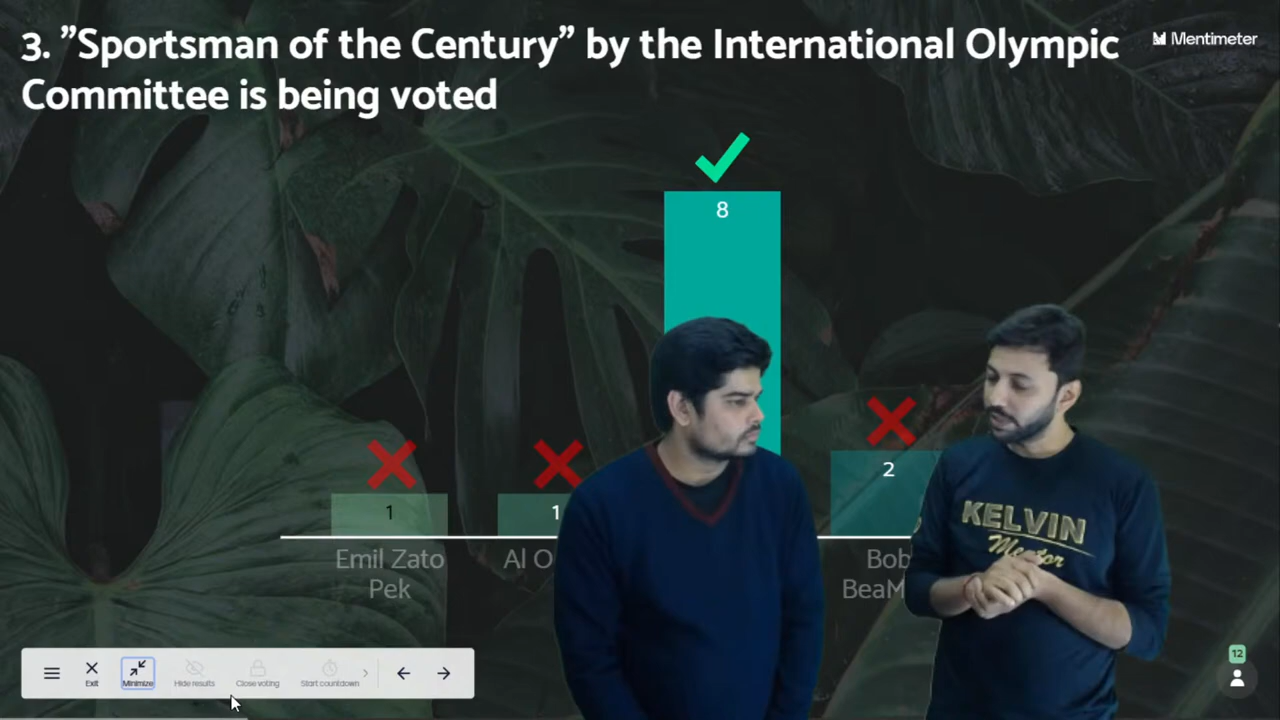 3. ”Sportsman of the Century” by the International Olympic
Committee is being voted
Mentimeter
8
2
1
1
Emil Zato
Pek
Al O
Bob
BeaM
KELVIN
Mentor
Exit
Minimize
Hide results
Close voting
Start countdown
12